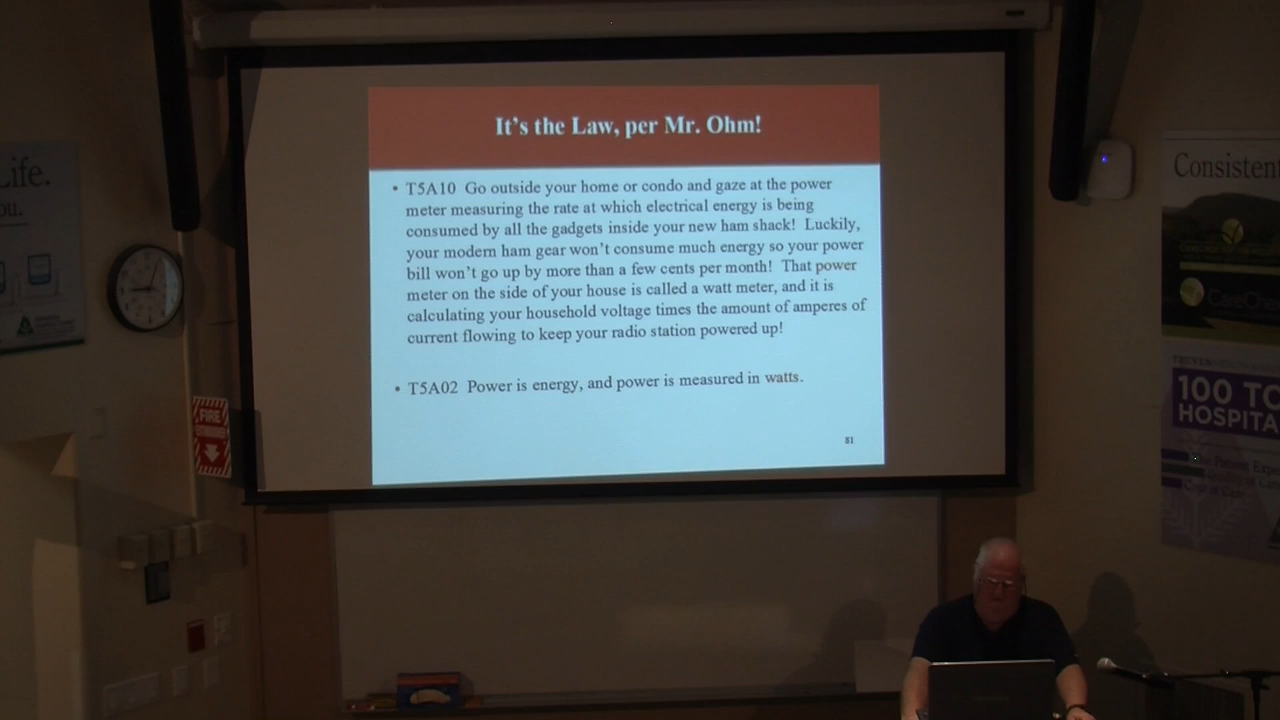 It's the Law, per Mr. Ohm!
• T5A10 Go outside your home or condo and gaze at the power
meter measuring the rate at which electrical energy is being
consumed by all the gadgets inside your new ham shack! Luckily,
your modern ham gear won't consume much energy so your power
bill won't go up by more than a few cents per month! That power
meter on the side of your house is called a watt meter, and it is
calculating your household voltage times the amount of amperes of
current flowing to keep your radio station powered up!
• T5A02 Power is energy, and power is measured in watts.
81
Life.
ou.
FIRE
Consistent
100 TO
HOSPITA